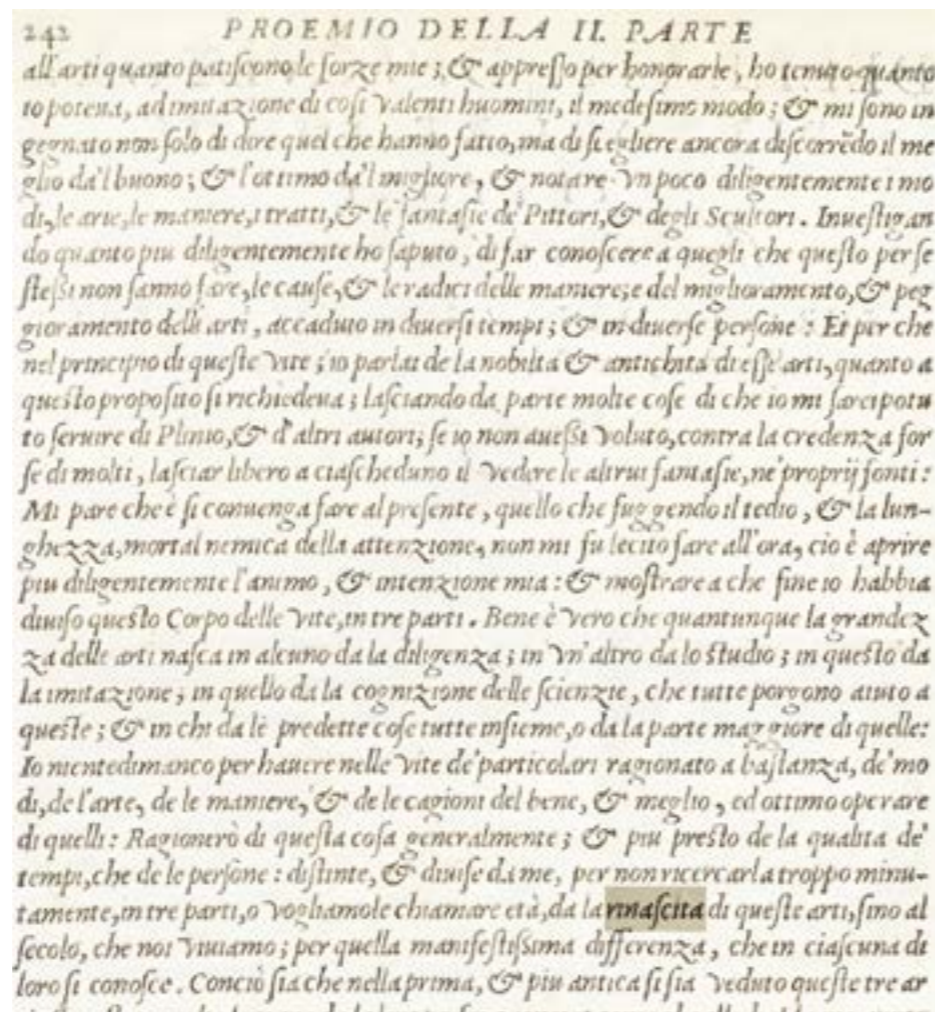 242 PROEMIO DELLA II. PARTE
all'arti quanto patiſcono le forze mie; & appreſſo per honorarle, ho tenuto quanto
io poteua, ad imitazione di coſi valenti huomini, il medeſimo modo; & mi ſono in
gegnato non ſolo di dire quel che hanno fatto, ma di ſcegliere ancora diſcorrēdo il me
glio da'l buono; & l'ottimo da'l migliore, & notare vn poco diligentemente i mo
di, le arie, le maniere, i tratti, & le fantaſie de' Pittori, & degli Scultori. Inueſtigan
do quanto piu diligentemente ho ſaputo, di far conoſcere a quegli che queſto per ſe
ſteſsi non ſanno fare, le cauſe, & le radici delle maniere, e del miglioramento, & peg
gioramento delle arti, accaduto in diuerſi tempi; & in diuerſe perſone: Et per che
nel principio di queſte vite; io parlai de la nobilta & antichita di eſſe arti, quanto a
queſto propoſito ſi richiedeua; laſciando da parte molte coſe di che io mi ſarei potu
to ſeruire di Plinio, & d'altri autori; ſe io non aueſsi voluto, contra la credenza for
ſe di molti, laſciar libero a ciaſcheduno il vedere le altrui fantaſie, ne' proprij fonti:
Mi pare che è ſi conuenga fare al preſente, quello che fuggendo il tedio, & la lun-
ghezza, mortal nemica della attenzione, non mi fu lecito fare all'ora, cio è aprire
piu diligentemente l'animo, & intenzione mia: & moſtrare a che fine io habbia
diuiſo queſto Corpo delle vite, in tre parti. Bene è vero che quantunque la grandez
za delle arti naſca in alcuno da la diligenza; in vn'altro da lo ſtudio; in queſto da
la imitazione; in quello da la cognizione delle ſcienzie, che tutte porgono aiuto a
queſte; & in chi da le predette coſe tutte inſieme, o da la parte maggiore di quelle:
Io nientedimanco per hauere nelle vite de' particolari ragionato a baſtanza, de' mo
di, de l'arte, de le maniere, & de le cagioni del bene, & meglio, ed ottimo operare
di quelli: Ragionerò di queſta coſa generalmente; & piu preſto de la qualita de'
tempi, che de le perſone: diſtinte, & diuiſe da me, per non ricercarla troppo minu-
tamente, in tre parti, o vogliamole chiamare età, da la rinaſcita di queſte arti, ſino al
ſecolo, che noi viuiamo; per quella manifeſtiſsima differenza, che in ciaſcuna di
loro ſi conoſce. Conciò ſia che nella prima, & piu antica ſi ſia veduto queſte tre ar